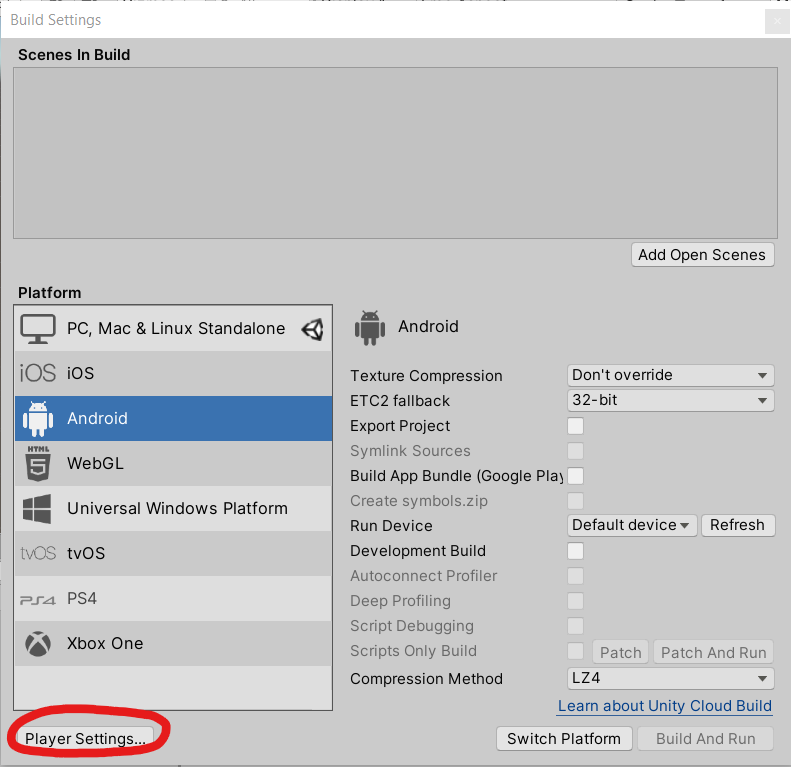 Build Settings
Scenes In Build
Add Open Scenes
Platform
PC, Mac & Linux Standalone
iOS iOS
Android
HTML 5 WebGL
Universal Windows Platform
tvOS tvOS
PS4 PS4
Xbox One
Player Settings...
Android
Texture Compression Don't override
ETC2 fallback 32-bit
Export Project
Symlink Sources
Build App Bundle (Google Play
Create symbols.zip
Run Device Default device Refresh
Development Build
Autoconnect Profiler
Deep Profiling
Script Debugging
Scripts Only Build Patch Patch And Run
Compression Method LZ4
Learn about Unity Cloud Build
Switch Platform Build And Run